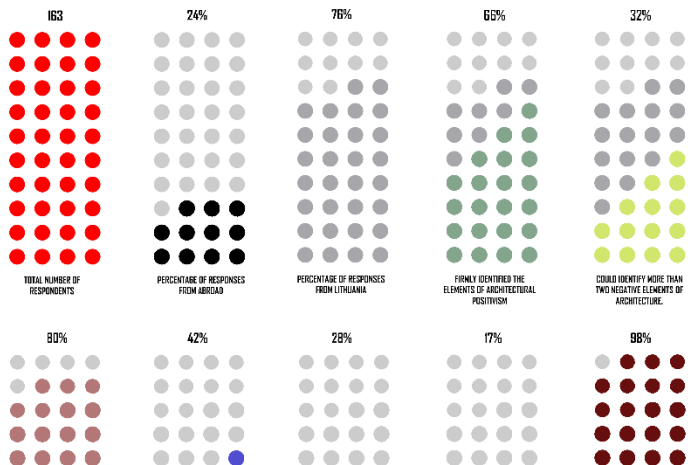 163
24%
76%
66%
32%
TOTAL NUMBER OF
RESPONDENTS
PERCENTAGE OF RESPONSES
FROM ABROAD
PERCENTAGE OF RESPONSES
FROM LITHUANIA
FIRMLY IDENTIFIED THE
ELEMENTS OF ARCHITECTURAL
POSITIVISM
COULD IDENTIFY MORE THAN
TWO NEGATIVE ELEMENTS OF
ARCHITECTURE.
80%
42%
28%
17%
98%